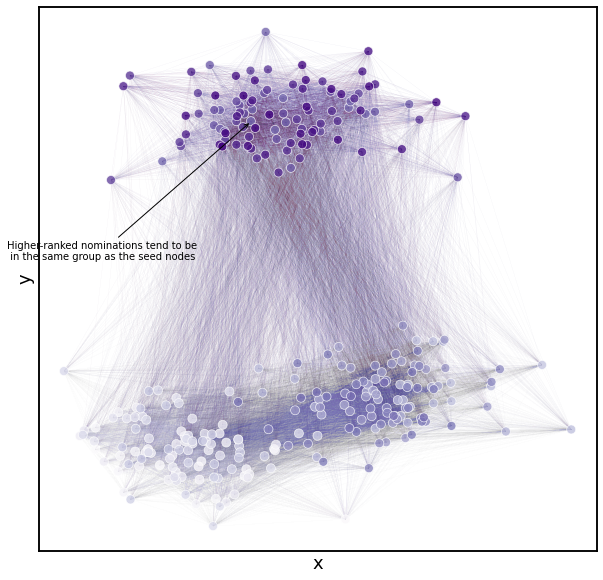 Higher-ranked nominations tend to be
in the same group as the seed nodes
y
x